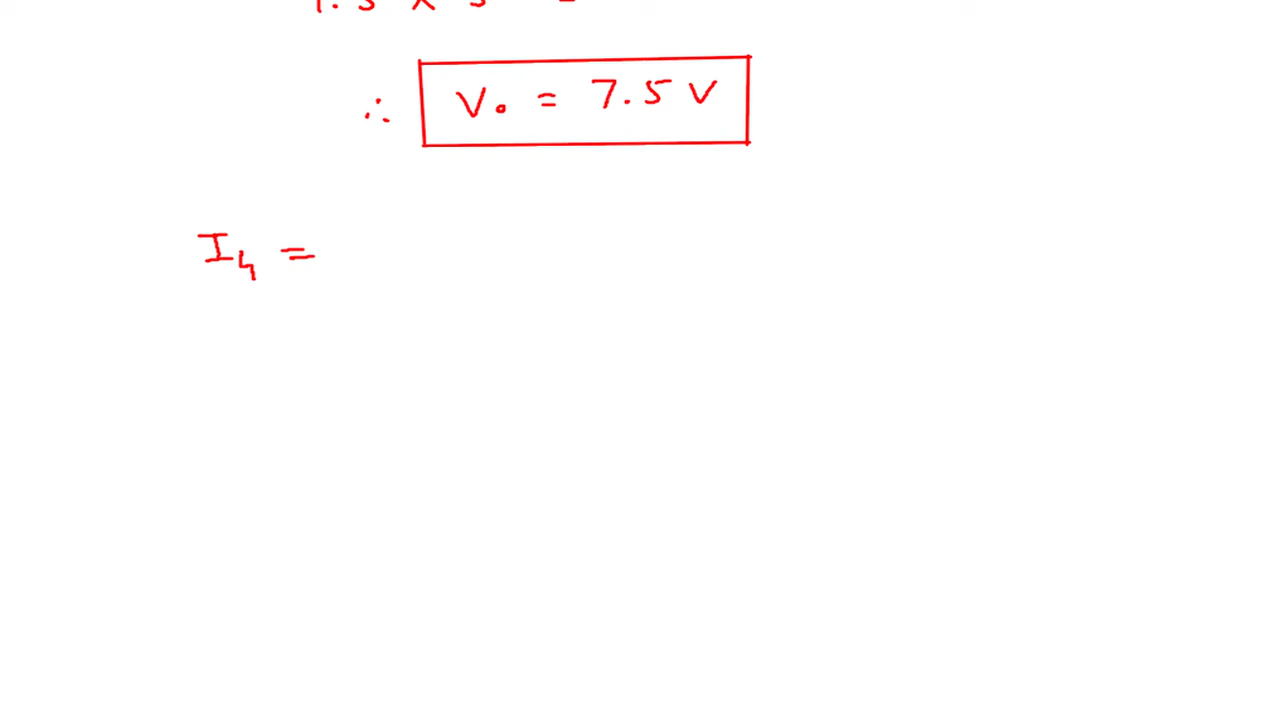 ∴ V₀ = 7.5 V
I₄ =